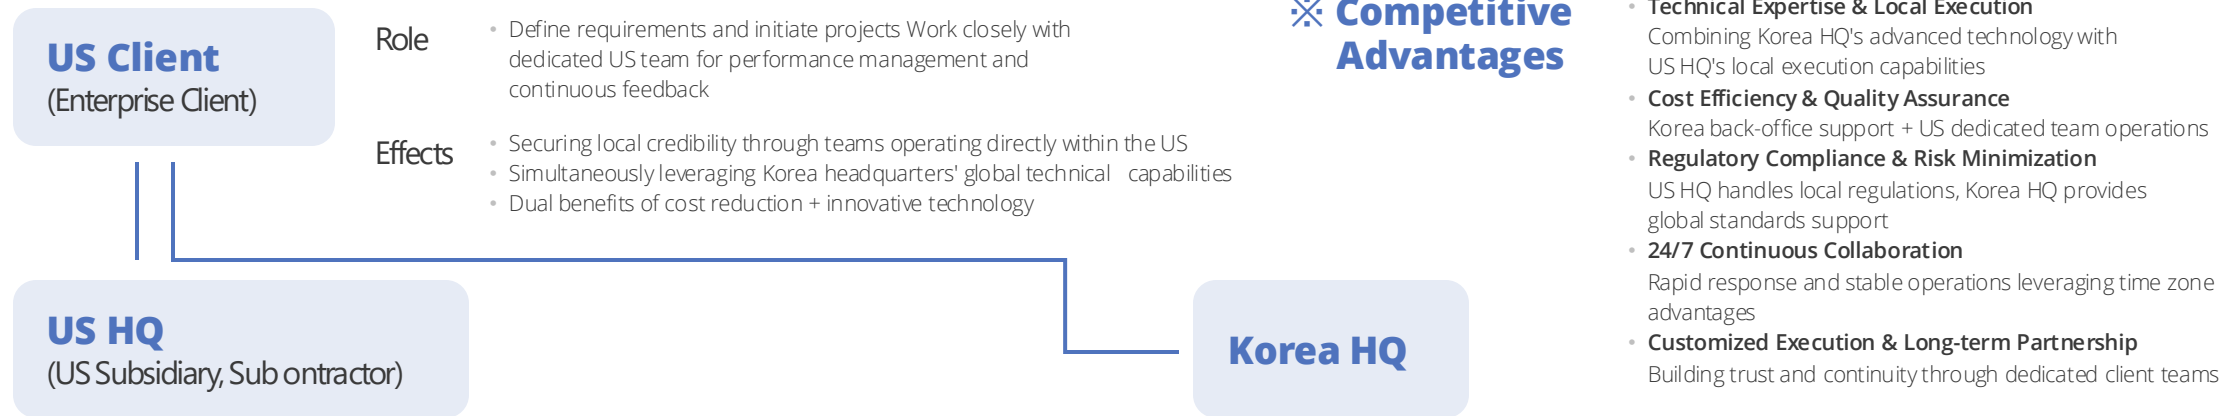 US Client
(Enterprise Client)
Role
• Define requirements and initiate projects Work closely with
dedicated US team for performance management and
continuous feedback
Effects
• Securing local credibility through teams operating directly within the US
• Simultaneously leveraging Korea headquarters' global technical capabilities
• Dual benefits of cost reduction + innovative technology
US HQ
(US Subsidiary, Sub ontractor)
Korea HQ
※ Competitive
Advantages
• Technical Expertise & Local Execution
Combining Korea HQ's advanced technology with
US HQ's local execution capabilities
• Cost Efficiency & Quality Assurance
Korea back-office support + US dedicated team operations
• Regulatory Compliance & Risk Minimization
US HQ handles local regulations, Korea HQ provides
global standards support
• 24/7 Continuous Collaboration
Rapid response and stable operations leveraging time zone
advantages
• Customized Execution & Long-term Partnership
Building trust and continuity through dedicated client teams